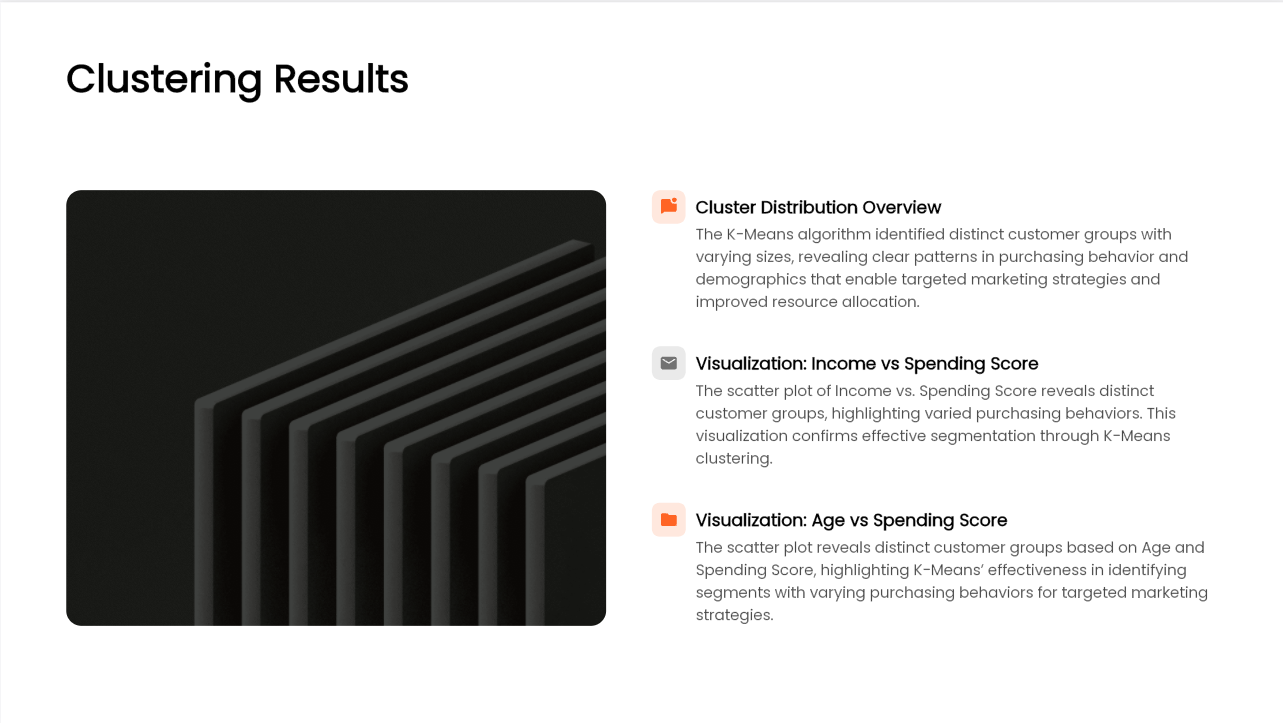 Clustering Results
Cluster Distribution Overview
The K-Means algorithm identified distinct customer groups with
varying sizes, revealing clear patterns in purchasing behavior and
demographics that enable targeted marketing strategies and
improved resource allocation.
Visualization: Income vs Spending Score
The scatter plot of Income vs. Spending Score reveals distinct
customer groups, highlighting varied purchasing behaviors. This
visualization confirms effective segmentation through K-Means
clustering.
Visualization: Age vs Spending Score
The scatter plot reveals distinct customer groups based on Age and
Spending Score, highlighting K-Means’ effectiveness in identifying
segments with varying purchasing behaviors for targeted marketing
strategies.